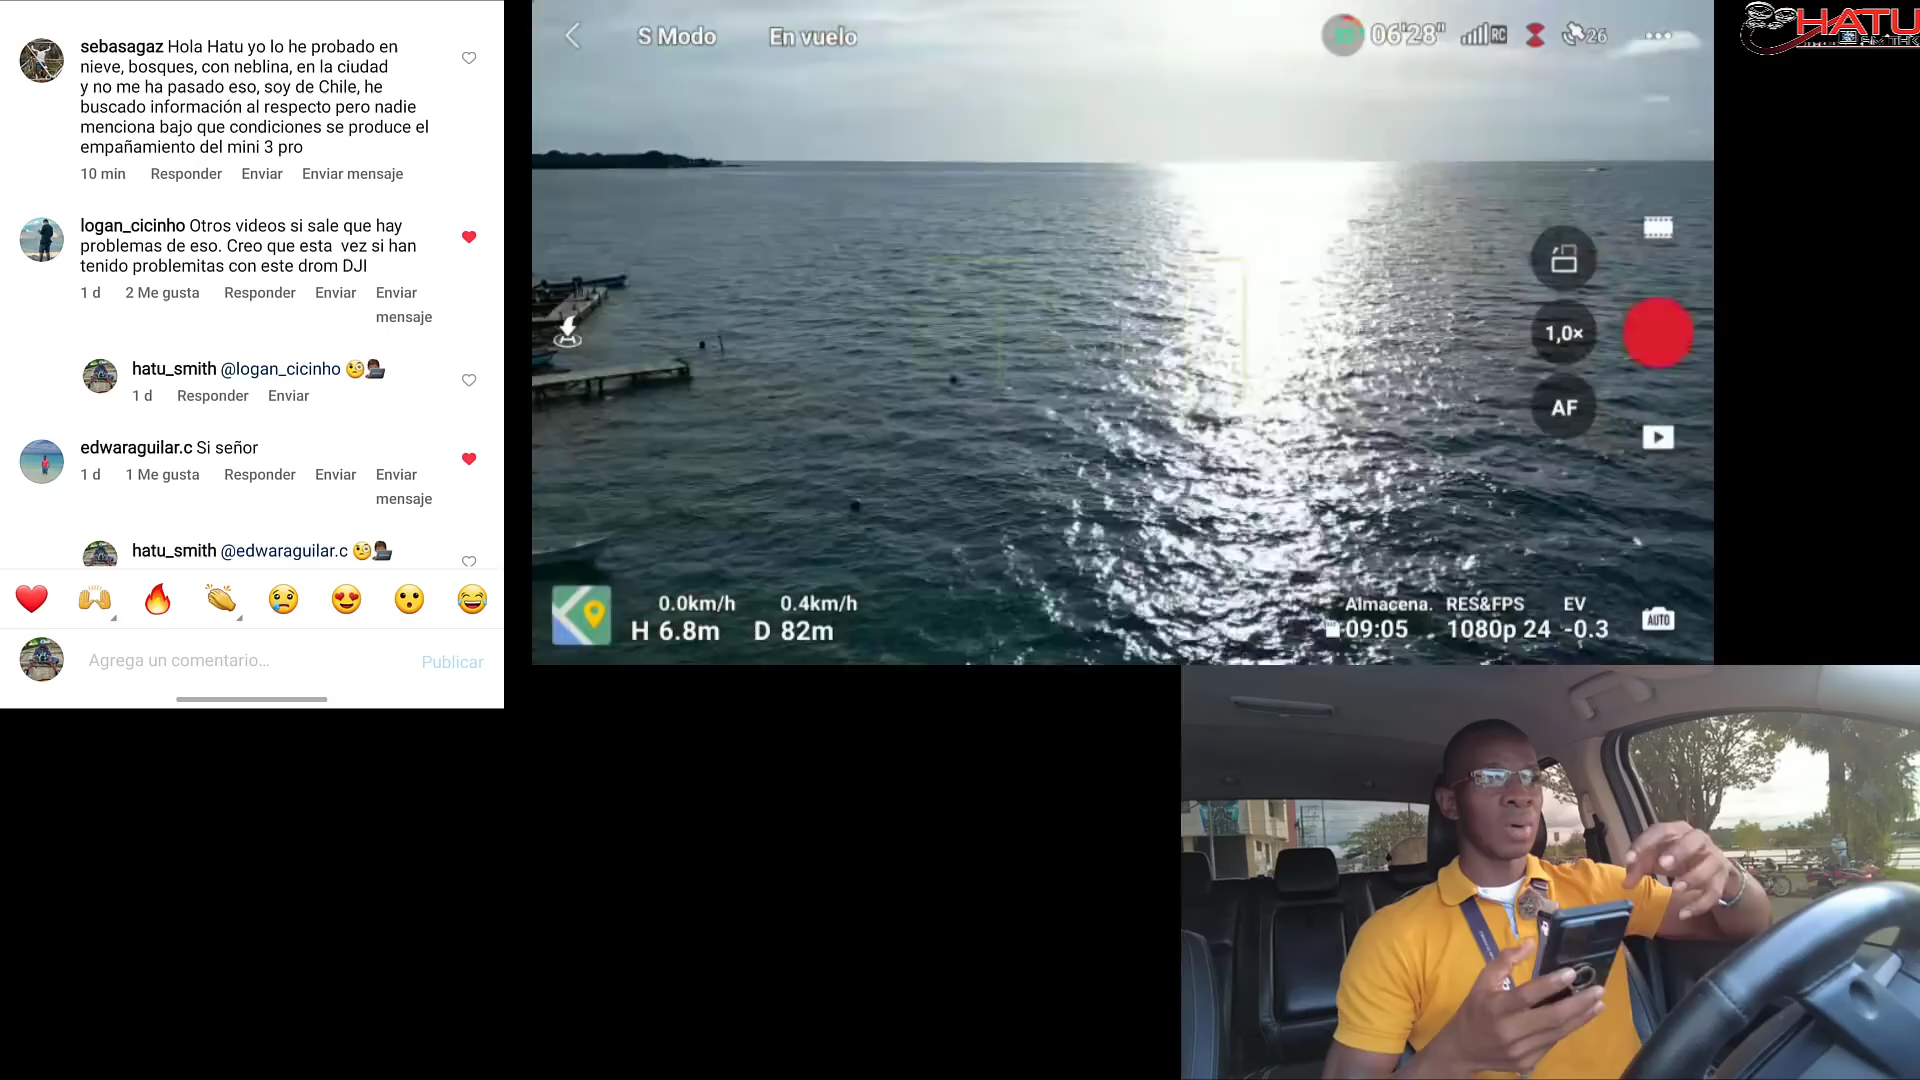 sebasagaz Hola Hatu yo lo he probado en
nieve, bosques, con neblina, en la ciudad
y no me ha pasado eso, soy de Chile, he
buscado información al respecto pero nadie
menciona bajo que condiciones se produce el
empañamiento del mini 3 pro
10 min Responder Enviar Enviar mensaje
logan_cicinho Otros videos si sale que hay
problemas de eso. Creo que esta vez si han
tenido problemitas con este drom DJI
1 d 2 Me gusta Responder Enviar Enviar
mensaje
hatu_smith @logan_cicinho
1 d Responder Enviar
edwaraguilar.c Si señor
1 d 1 Me gusta Responder Enviar Enviar
mensaje
hatu_smith @edwaraguilar.c
Agrega un comentario... Publicar
S Modo En vuelo 06'28" RC 26
1,0×
AF
0.0km/h 0.4km/h
H 6.8m D 82m
Almacena. RES&FPS EV
09:05 1080p 24 -0.3
AUTO
HATU